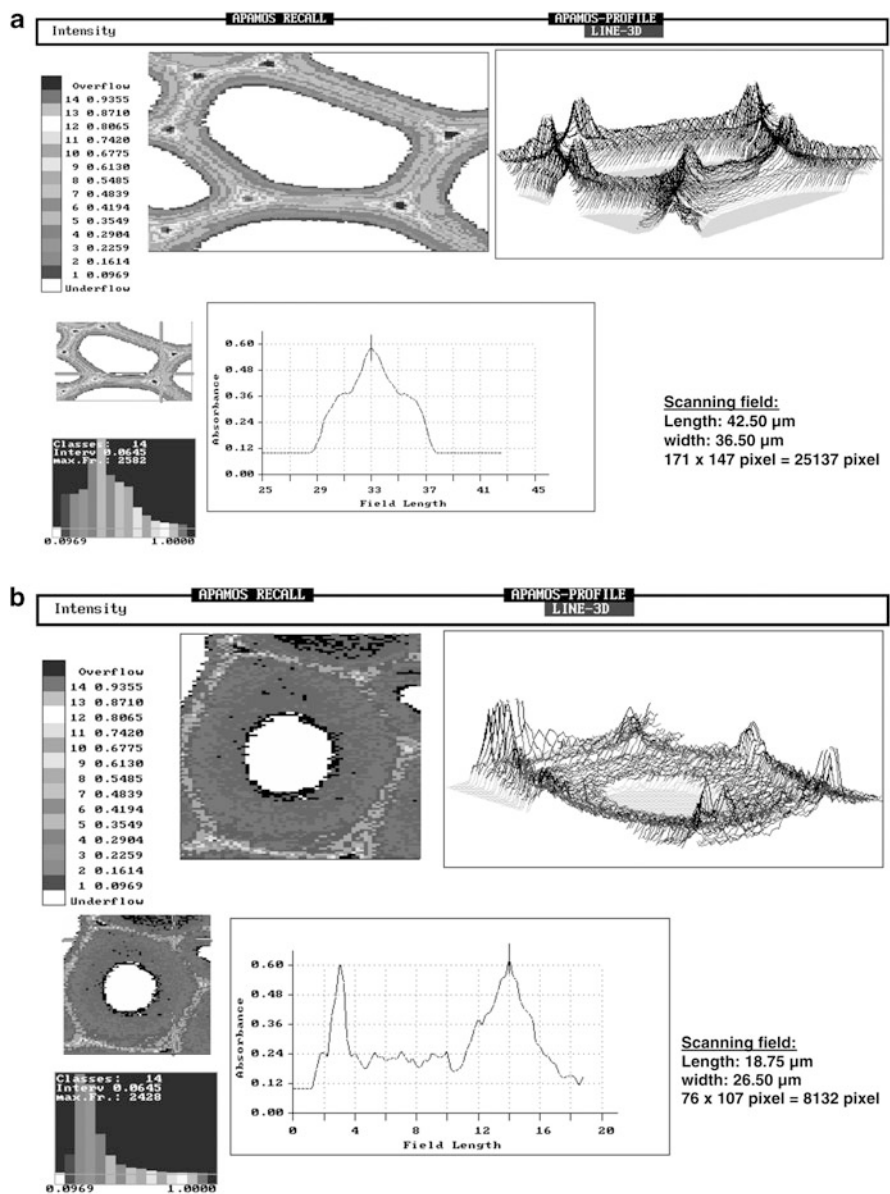 a
APAMOS RECALL APAMOS-PROFILE
Intensity LINE-3D
Overflow
14 0.9355
13 0.8710
12 0.8065
11 0.7420
10 0.6775
9 0.6130
8 0.5485
7 0.4839
6 0.4194
5 0.3549
4 0.2904
3 0.2259
2 0.1614
1 0.0969
Underflow
Classes: 14
Interv 0.0645
max.Fr.: 2582
0.0969 1.0000
Absorbance
0.60
0.48
0.36
0.24
0.12
0.00
25 29 33 37 41 45
Field Length
Scanning field:
Length: 42.50 µm
width: 36.50 µm
171 x 147 pixel = 25137 pixel
b
APAMOS RECALL APAMOS-PROFILE
Intensity LINE-3D
Overflow
14 0.9355
13 0.8710
12 0.8065
11 0.7420
10 0.6775
9 0.6130
8 0.5485
7 0.4839
6 0.4194
5 0.3549
4 0.2904
3 0.2259
2 0.1614
1 0.0969
Underflow
Classes: 14
Interv 0.0645
max.Fr.: 2428
0.0969 1.0000
Absorbance
0.60
0.48
0.36
0.24
0.12
0.00
0 4 8 12 16 20
Field Length
Scanning field:
Length: 18.75 µm
width: 26.50 µm
76 x 107 pixel = 8132 pixel